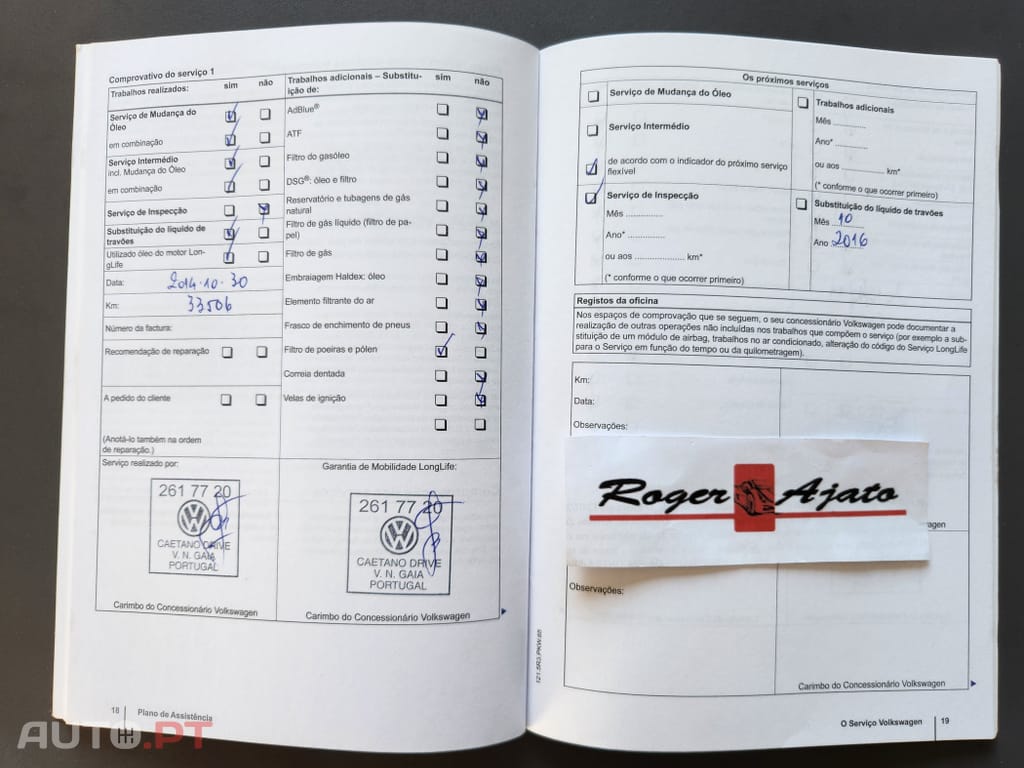 Comprovativo do serviço 1
Trabalhos realizados: sim não
Serviço de Mudança do
Óleo
em combinação
Serviço Intermédio
incl. Mudança do Óleo
em combinação
Serviço de Inspecção
Substituição do líquido de
travões
Utilizado óleo do motor Lon-
gLife
Data: 2014.10.30
Km: 33506
Número da factura:
Recomendação de reparação
A pedido do cliente
(Anotá-lo também na ordem
de reparação.)
Serviço realizado por:
261 77 20
CAETANO DRIVE
V. N. GAIA
PORTUGAL
Carimbo do Concessionário Volkswagen
Trabalhos adicionais – Substitu-
ição de: sim não
AdBlue®
ATF
Filtro do gasóleo
DSG®: óleo e filtro
Reservatório e tubagens de gás
natural
Filtro de gás líquido (filtro de pa-
pel)
Filtro de gás
Embraiagem Haldex: óleo
Elemento filtrante do ar
Frasco de enchimento de pneus
Filtro de poeiras e pólen
Correia dentada
Velas de ignição
Garantia de Mobilidade LongLife:
261 77 20
CAETANO DRIVE
V. N. GAIA
PORTUGAL
Carimbo do Concessionário Volkswagen
18 Plano de Assistência
Os próximos serviços
Serviço de Mudança do Óleo
Serviço Intermédio
de acordo com o indicador do próximo serviço
flexível
Serviço de Inspecção
Mês ...............
Ano* ...............
ou aos .................... km*
(* conforme o que ocorrer primeiro)
Trabalhos adicionais
Mês .............
Ano* .............
ou aos ................. km*
(* conforme o que ocorrer primeiro)
Substituição do líquido de travões
Mês 10
Ano 2016
Registos da oficina
Nos espaços de comprovação que se seguem, o seu concessionário Volkswagen pode documentar a
realização de outras operações não incluídas nos trabalhos que compõem o serviço (por exemplo a sub-
stituição de um módulo de airbag, trabalhos no ar condicionado, alteração do código do Serviço LongLife
para o Serviço em função do tempo ou da quilometragem).
Km:
Data:
Observações:
Roger Ajato
wagen
Observações:
Carimbo do Concessionário Volkswagen
121.5R3.PKW.65
O Serviço Volkswagen 19
AUTO.PT